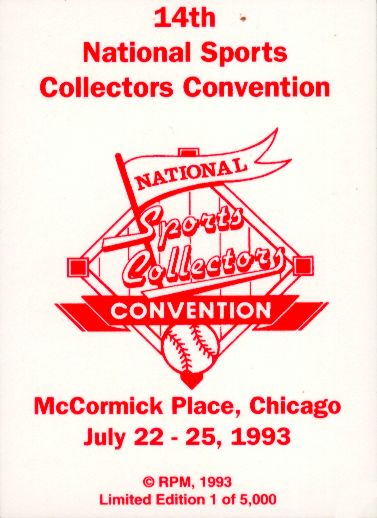 14th
National Sports
Collectors Convention
NATIONAL
Sports
Collectors
CONVENTION
McCormick Place, Chicago
July 22 - 25, 1993
© RPM, 1993
Limited Edition 1 of 5,000